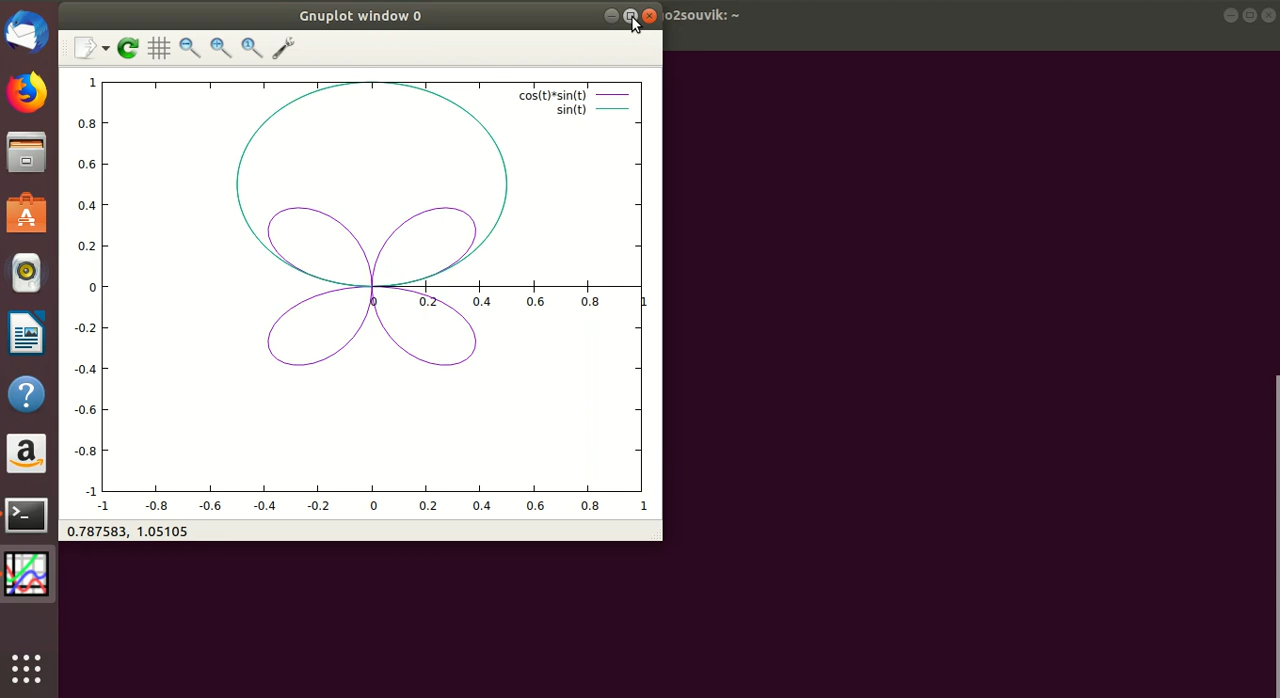 Gnuplot window 0
o2souvik: ~
cos(t)*sin(t)
sin(t)
1
0.8
0.6
0.4
0.2
0
-0.2
-0.4
-0.6
-0.8
-1
0 0.2 0.4 0.6 0.8 1
-1 -0.8 -0.6 -0.4 -0.2 0 0.2 0.4 0.6 0.8 1
0.787583, 1.05105